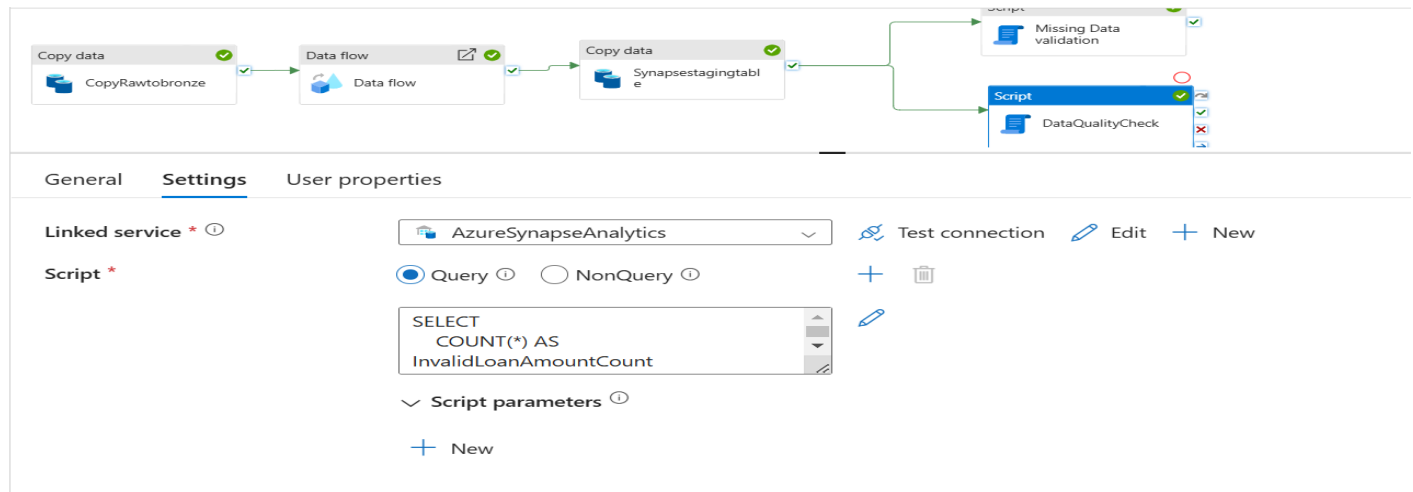 Script
Missing Data
validation
Copy data
CopyRawtobronze
Data flow
Data flow
Copy data
Synapsestagingtabl
e
Script
DataQualityCheck
General Settings User properties
Linked service * AzureSynapseAnalytics Test connection Edit New
Script * Query NonQuery
SELECT
COUNT(*) AS
InvalidLoanAmountCount
Script parameters
New